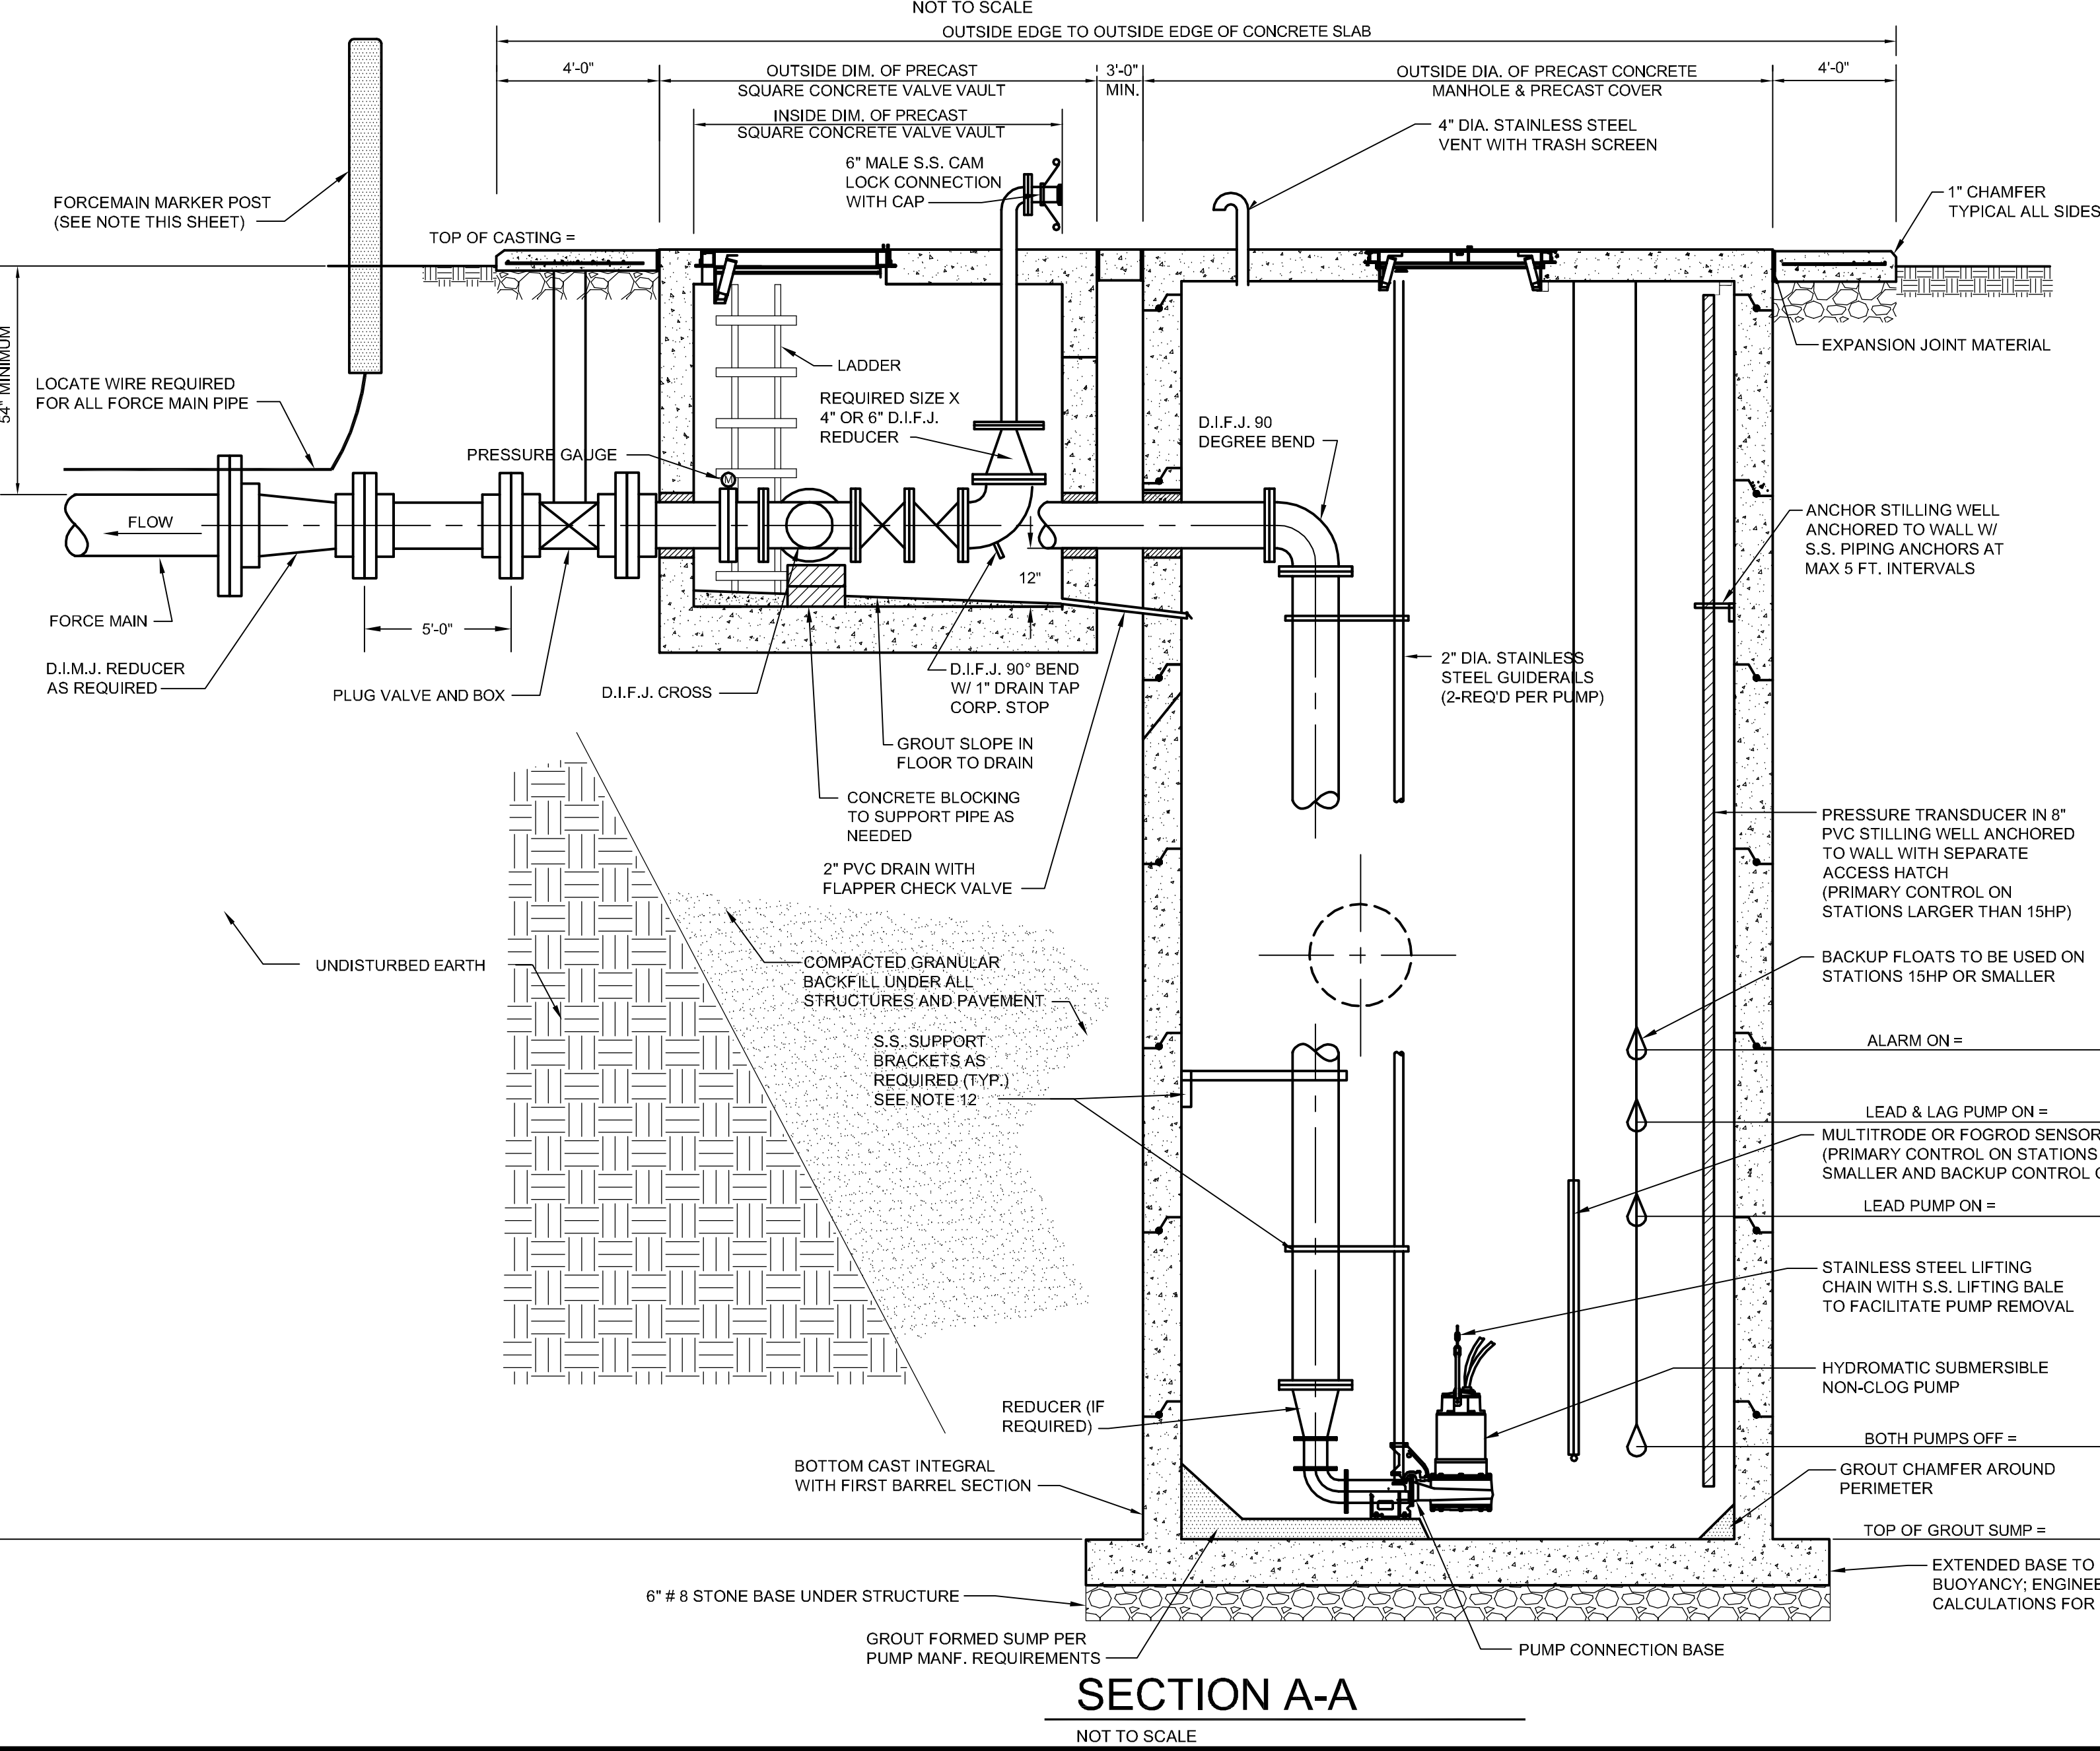 NOT TO SCALE
OUTSIDE EDGE TO OUTSIDE EDGE OF CONCRETE SLAB
4'-0"
OUTSIDE DIM. OF PRECAST
SQUARE CONCRETE VALVE VAULT
3'-0"
MIN.
OUTSIDE DIA. OF PRECAST CONCRETE
MANHOLE & PRECAST COVER
4'-0"
INSIDE DIM. OF PRECAST
SQUARE CONCRETE VALVE VAULT
6" MALE S.S. CAM
LOCK CONNECTION
WITH CAP
4" DIA. STAINLESS STEEL
VENT WITH TRASH SCREEN
1" CHAMFER
TYPICAL ALL SIDES
FORCEMAIN MARKER POST
(SEE NOTE THIS SHEET)
TOP OF CASTING =
54" MINIMUM
EXPANSION JOINT MATERIAL
LADDER
LOCATE WIRE REQUIRED
FOR ALL FORCE MAIN PIPE
REQUIRED SIZE X
4" OR 6" D.I.F.J.
REDUCER
D.I.F.J. 90
DEGREE BEND
PRESSURE GAUGE
M
FLOW
ANCHOR STILLING WELL
ANCHORED TO WALL W/
S.S. PIPING ANCHORS AT
MAX 5 FT. INTERVALS
12"
FORCE MAIN
5'-0"
D.I.M.J. REDUCER
AS REQUIRED
PLUG VALVE AND BOX
D.I.F.J. CROSS
D.I.F.J. 90° BEND
W/ 1" DRAIN TAP
CORP. STOP
2" DIA. STAINLESS
STEEL GUIDERAILS
(2-REQ'D PER PUMP)
GROUT SLOPE IN
FLOOR TO DRAIN
CONCRETE BLOCKING
TO SUPPORT PIPE AS
NEEDED
2" PVC DRAIN WITH
FLAPPER CHECK VALVE
PRESSURE TRANSDUCER IN 8"
PVC STILLING WELL ANCHORED
TO WALL WITH SEPARATE
ACCESS HATCH
(PRIMARY CONTROL ON
STATIONS LARGER THAN 15HP)
UNDISTURBED EARTH
COMPACTED GRANULAR
BACKFILL UNDER ALL
STRUCTURES AND PAVEMENT
BACKUP FLOATS TO BE USED ON
STATIONS 15HP OR SMALLER
S.S. SUPPORT
BRACKETS AS
REQUIRED (TYP.)
SEE NOTE 12
ALARM ON =
LEAD & LAG PUMP ON =
MULTITRODE OR FOGROD SENSOR
(PRIMARY CONTROL ON STATIONS
SMALLER AND BACKUP CONTROL
LEAD PUMP ON =
STAINLESS STEEL LIFTING
CHAIN WITH S.S. LIFTING BALE
TO FACILITATE PUMP REMOVAL
HYDROMATIC SUBMERSIBLE
NON-CLOG PUMP
REDUCER (IF
REQUIRED)
BOTH PUMPS OFF =
BOTTOM CAST INTEGRAL
WITH FIRST BARREL SECTION
GROUT CHAMFER AROUND
PERIMETER
TOP OF GROUT SUMP =
EXTENDED BASE TO
BUOYANCY;
CALCULATIONS FOR
6" # 8 STONE BASE UNDER STRUCTURE
GROUT FORMED SUMP PER
PUMP MANF. REQUIREMENTS
PUMP CONNECTION BASE
SECTION A-A
NOT TO SCALE